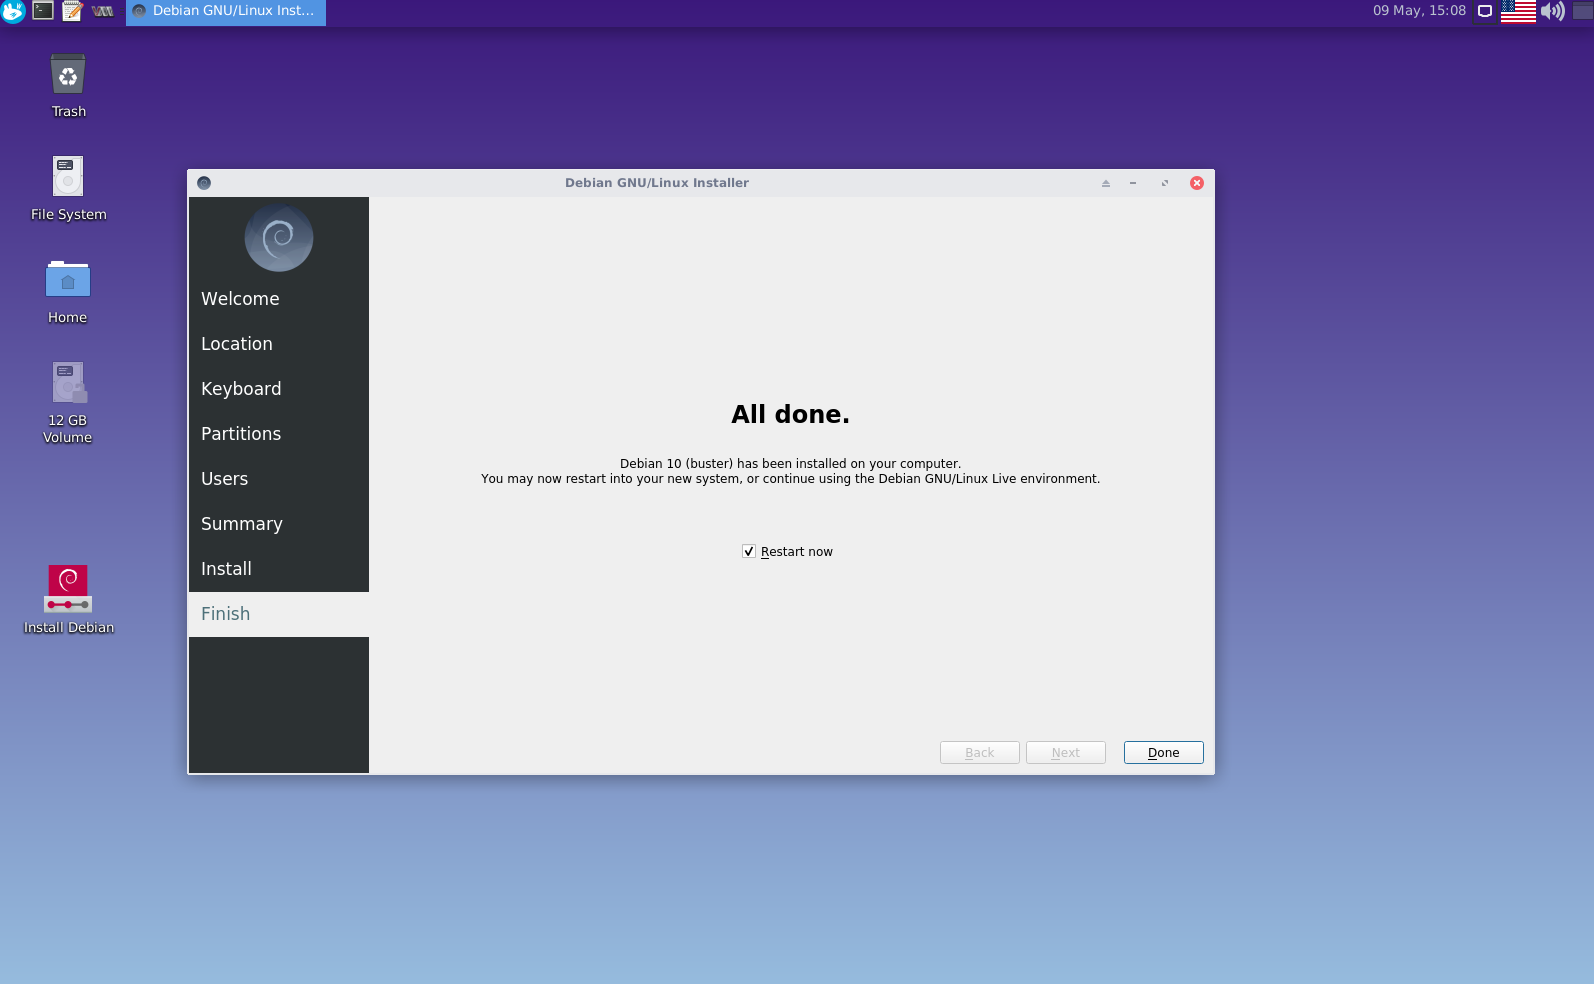 Debian GNU/Linux Inst...
09 May, 15:08
Trash
File System
Home
12 GB
Volume
Install Debian
Debian GNU/Linux Installer
Welcome
Location
Keyboard
Partitions
Users
Summary
Install
Finish
All done.
Debian 10 (buster) has been installed on your computer.
You may now restart into your new system, or continue using the Debian GNU/Linux Live environment.
Restart now
Back
Next
Done